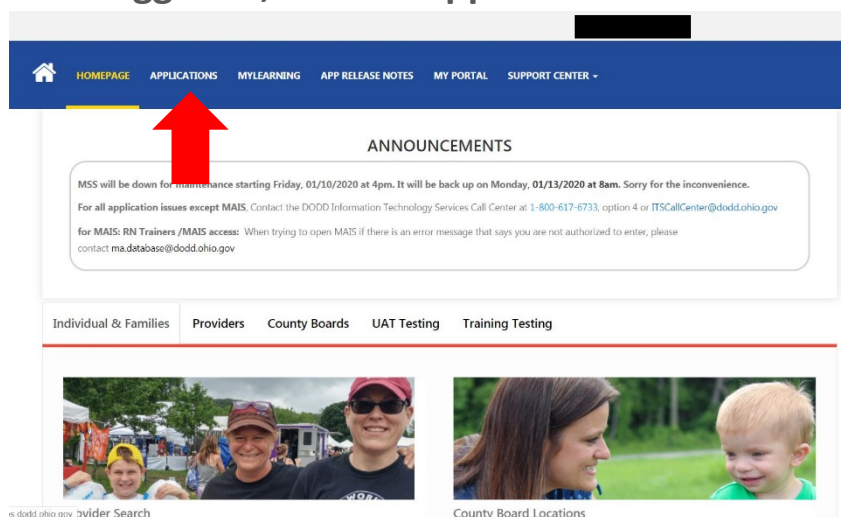 HOMEPAGE APPLICATIONS MYLEARNING APP RELEASE NOTES MY PORTAL SUPPORT CENTER
ANNOUNCEMENTS
MSS will be down for maintenance starting Friday, 01/10/2020 at 4pm. It will be back up on Monday, 01/13/2020 at 8am. Sorry for the inconvenience.
For all application issues except MAIS, Contact the DODD Information Technology Services Call Center at 1-800-617-6733, option 4 or ITSCallCenter@dodd.ohio.gov
for MAIS: RN Trainers /MAIS access: When trying to open MAIS if there is an error message that says you are not authorized to enter, please
contact ma.database@dodd.ohio.gov
Individual & Families Providers County Boards UAT Testing Training Testing
Search County Board Locations
dodd.ohio.gov